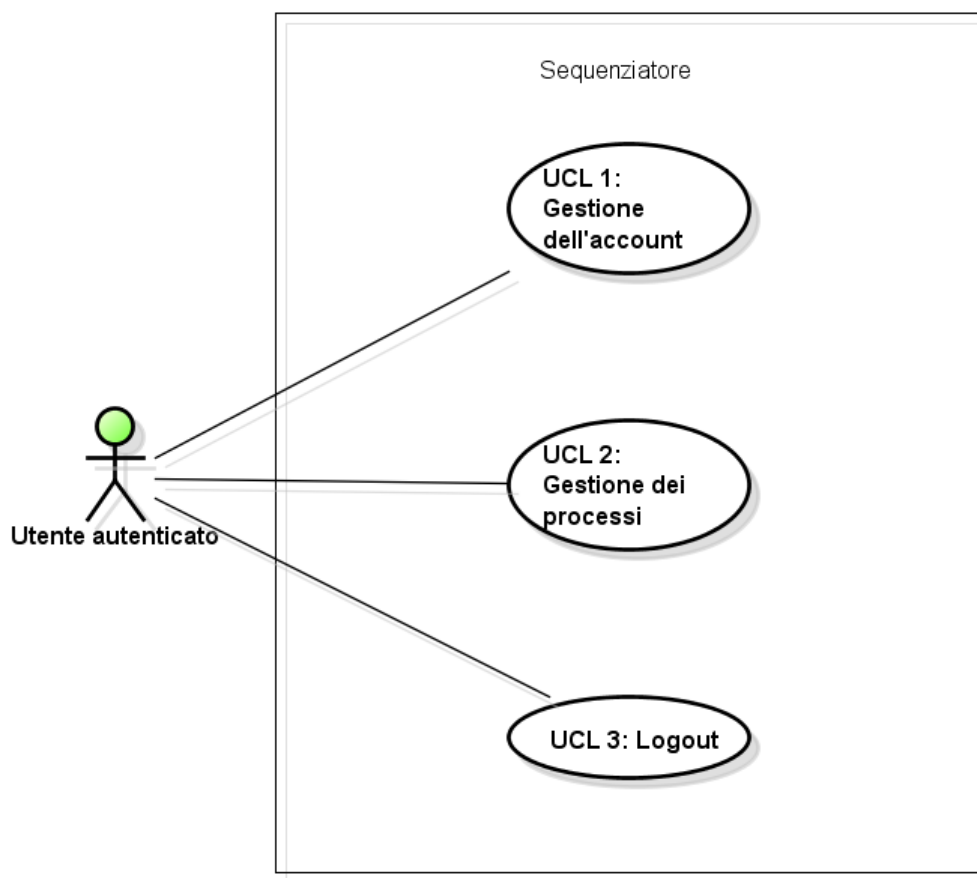 Sequenziatore
UCL 1:
Gestione
dell'account
UCL 2:
Gestione dei
processi
Utente autenticato
UCL 3: Logout